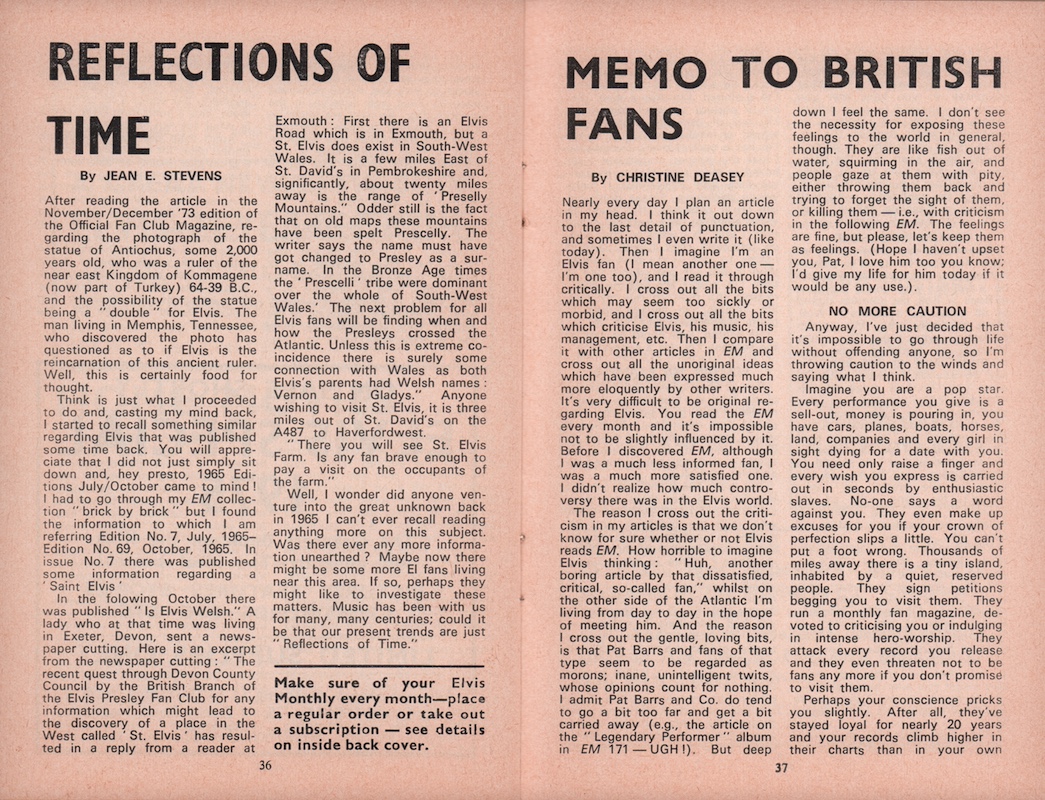 REFLECTIONS OF
TIME
By JEAN E. STEVENS
After reading the article in the
November/December '73 edition of
the Official Fan Club Magazine, re-
garding the photograph of the
statue of Antiochus, some 2,000
years old, who was a ruler of the
near east Kingdom of Kommagene
(now part of Turkey) 64-39 B.C.,
and the possibility of the statue
being a "double" for Elvis. The
man living in Memphis, Tennessee,
who discovered the photo has
questioned as to if Elvis is the
reincarnation of this ancient ruler.
Well, this is certainly food for
thought.
Think is just what I proceeded
to do and, casting my mind back,
I started to recall something similar
regarding Elvis that was published
some time back. You will appre-
ciate that I did not just simply sit
down and, hey presto, 1965 Edi-
tions July/October came to mind!
I had to go through my EM collec-
tion "brick by brick" but I found
the information to which I am
referring Edition No. 7, July, 1965–
Edition No. 69, October, 1965. In
issue No. 7 there was published
some information regarding a
'Saint Elvis'
In the folowing October there
was published "Is Elvis Welsh." A
lady who at that time was living
in Exeter, Devon, sent a news-
paper cutting. Here is an excerpt
from the newspaper cutting: "The
recent quest through Devon County
Council by the British Branch of
the Elvis Presley Fan Club for any
information which might lead to
the discovery of a place in the
West called 'St. Elvis' has resul-
ted in a reply from a reader at
Exmouth: First there is an Elvis
Road which is in Exmouth, but a
St. Elvis does exist in South-West
Wales. It is a few miles East of
St. David's in Pembrokeshire and,
significantly, about twenty miles
away is the range of 'Preselly
Mountains." Odder still is the fact
that on old maps these mountains
have been spelt Prescelly. The
writer says the name must have
got changed to Presley as a sur-
name. In the Bronze Age times
the 'Prescelli' tribe were dominant
over the whole of South-West
Wales.' The next problem for all
Elvis fans will be finding when and
how the Presleys crossed the
Atlantic. Unless this is extreme co-
incidence there is surely some
connection with Wales as both
Elvis's parents had Welsh names:
Vernon and Gladys." Anyone
wishing to visit St. Elvis, it is three
miles out of St. David's on the
A487 to Haverfordwest.
"There you will see St. Elvis
Farm. Is any fan brave enough to
pay a visit on the occupants of
the farm."
Well, I wonder did anyone ven-
ture into the great unknown back
in 1965 I can't ever recall reading
anything more on this subject.
Was there ever any more informa-
tion unearthed? Maybe now there
might be some more El fans living
near this area. If so, perhaps they
might like to investigate these
matters. Music has been with us
for many, many centuries; could it
be that our present trends are just
"Reflections of Time."
Make sure of your Elvis
Monthly every month—place
a regular order or take out
a subscription — see details
on inside back cover.
36
MEMO TO BRITISH
FANS
By CHRISTINE DEASEY
Nearly every day I plan an article
in my head. I think it out down
to the last detail of punctuation,
and sometimes I even write it (like
today). Then I imagine I'm an
Elvis fan (I mean another one —
I'm one too), and I read it through
critically. I cross out all the bits
which may seem too sickly or
morbid, and I cross out all the bits
which criticise Elvis, his music, his
management, etc. Then I compare
it with other articles in EM and
cross out all the unoriginal ideas
which have been expressed much
more eloquently by other writers.
It's very difficult to be original re-
garding Elvis. You read the EM
every month and it's impossible
not to be slightly influenced by it.
Before I discovered EM, although
I was a much less informed fan, I
was a much more satisfied one.
I didn't realize how much contro-
versy there was in the Elvis world.
The reason I cross out the criti-
cism in my articles is that we don't
know for sure whether or not Elvis
reads EM. How horrible to imagine
Elvis thinking: "Huh, another
boring article by that dissatisfied,
critical, so-called fan," whilst on
the other side of the Atlantic I'm
living from day to day in the hope
of meeting him. And the reason
I cross out the gentle, loving bits,
is that Pat Barrs and fans of that
type seem to be regarded as
morons; inane, unintelligent twits,
whose opinions count for nothing.
I admit Pat Barrs and Co. do tend
to go a bit too far and get a bit
carried away (e.g., the article on
the "Legendary Performer" album
in EM 171 — UGH!). But deep
down I feel the same. I don't see
the necessity for exposing these
feelings to the world in general,
though. They are like fish out of
water, squirming in the air, and
people gaze at them with pity,
either throwing them back and
trying to forget the sight of them,
or killing them — i.e., with criticism
in the following EM. The feelings
are fine, but please, let's keep them
as feelings. (Hope I haven't upset
you, Pat, I love him too you know;
I'd give my life for him today if it
would be any use.).
NO MORE CAUTION
Anyway, I've just decided that
it's impossible to go through life
without offending anyone, so I'm
throwing caution to the winds and
saying what I think.
Imagine you are a pop star.
Every performance you give is a
sell-out, money is pouring in, you
have cars, planes, boats, horses,
land, companies and every girl in
sight dying for a date with you.
You need only raise a finger and
every wish you express is carried
out in seconds by enthusiastic
slaves. No-one says a word
against you. They even make up
excuses for you if your crown of
perfection slips a little. You can't
put a foot wrong. Thousands of
miles away there is a tiny island,
inhabited by a quiet, reserved
people. They sign petitions
begging you to visit them. They
run a monthly fan magazine, de-
voted to criticising you or indulging
in intense hero-worship. They
attack every record you release
and they even threaten not to be
fans any more if you don't promise
to visit them.
Perhaps your conscience pricks
you slightly. After all, they've
stayed loyal for nearly 20 years
and your records climb higher in
their charts than in your own
37